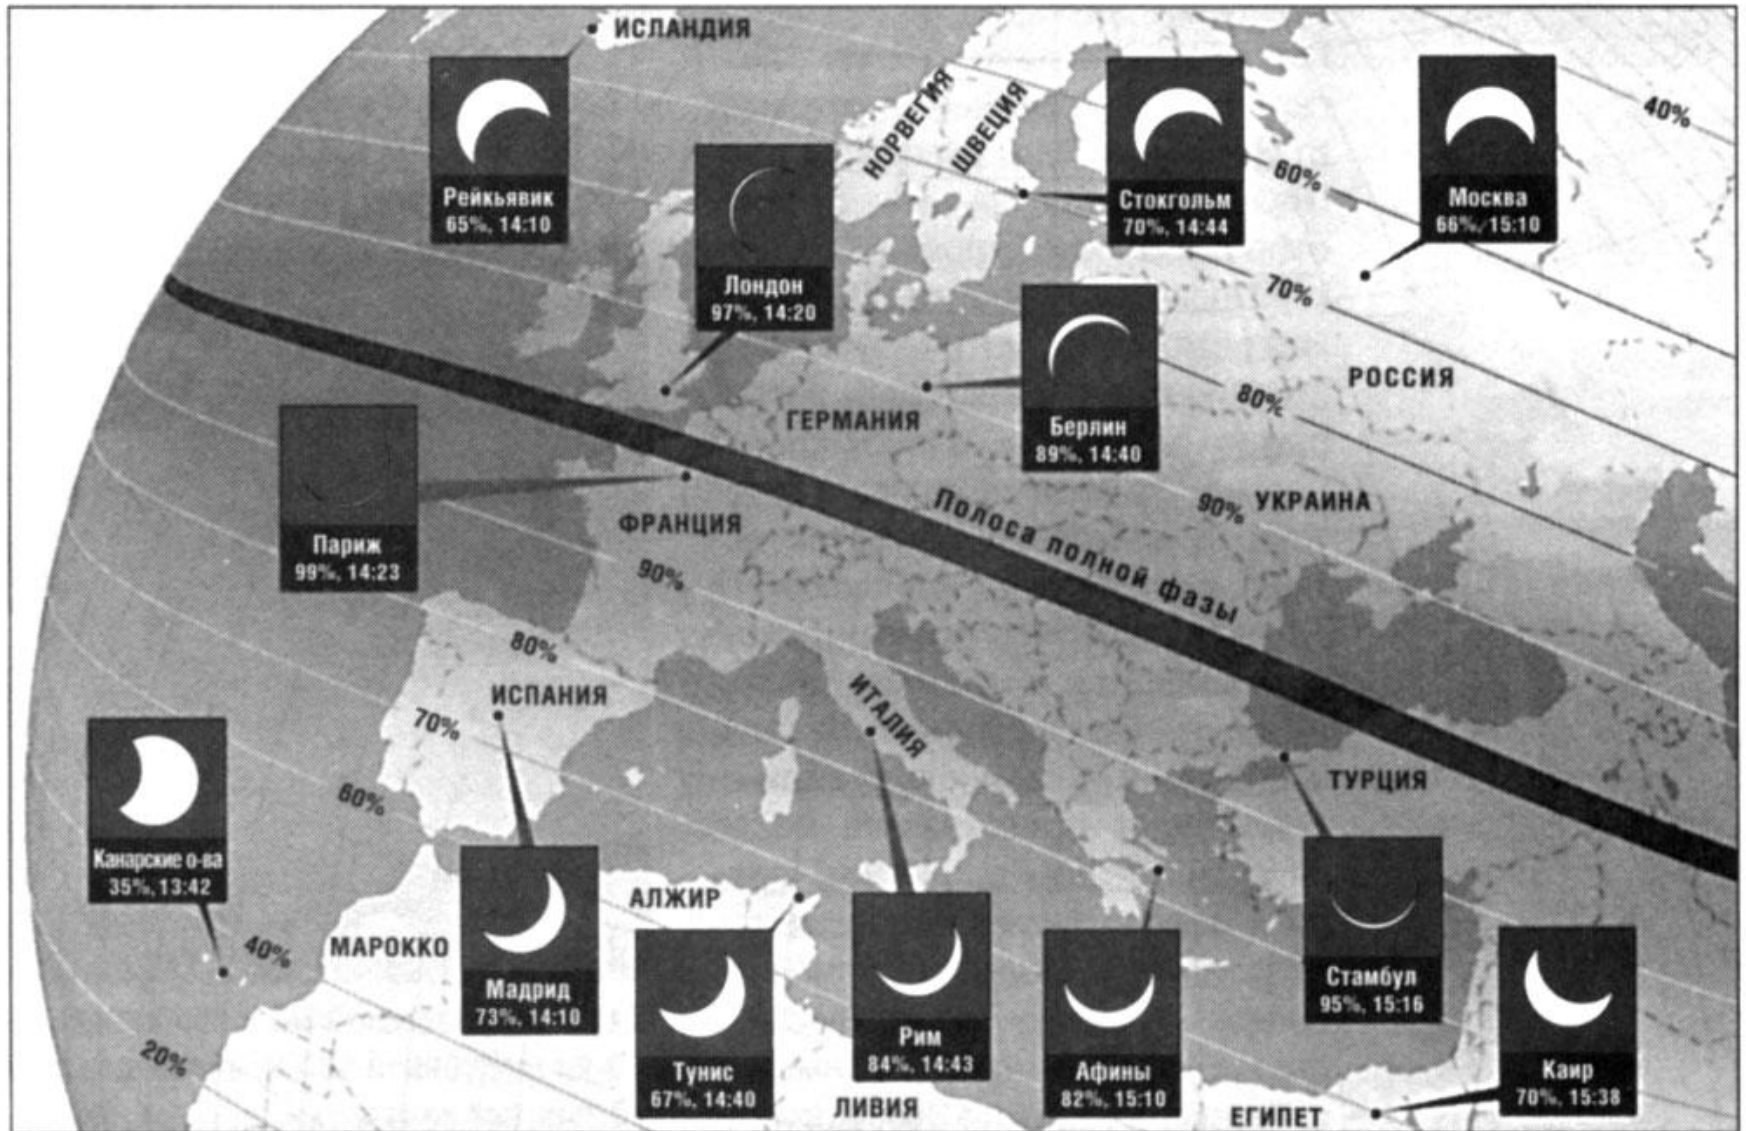 ИСЛАНДИЯ
НОРВЕГИЯ
ШВЕЦИЯ
40%
Рейкьявик
65%, 14:10
Лондон
97%, 14:20
Стокгольм
70%, 14:44
60%
Москва
66%, 15:10
70%
РОССИЯ
80%
ГЕРМАНИЯ
Берлин
89%, 14:40
90%
УКРАИНА
Париж
99%, 14:23
ФРАНЦИЯ
Полоса полной фазы
90%
80%
ИСПАНИЯ
70%
ИТАЛИЯ
60%
ТУРЦИЯ
Канарские о-ва
35%, 13:42
40%
МАРОККО
АЛЖИР
Мадрид
73%, 14:10
Тунис
67%, 14:40
Рим
84%, 14:43
Афины
82%, 15:10
Стамбул
95%, 15:16
Каир
70%, 15:38
20%
ЛИВИЯ
ЕГИПЕТ